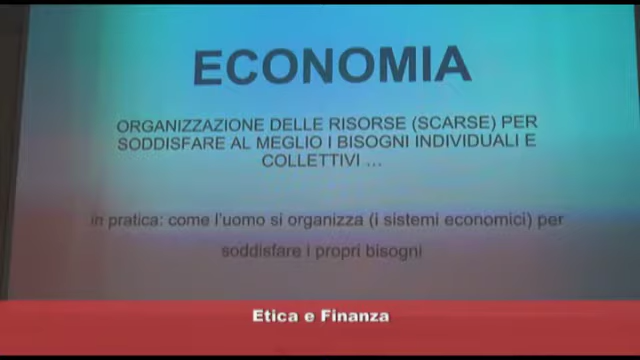 ECONOMIA
ORGANIZZAZIONE DELLE RISORSE (SCARSE) PER
SODDISFARE AL MEGLIO I BISOGNI INDIVIDUALI E
COLLETTIVI ...
in pratica: come l'uomo si organizza (i sistemi economici) per
soddisfare i propri bisogni
Etica e Finanza